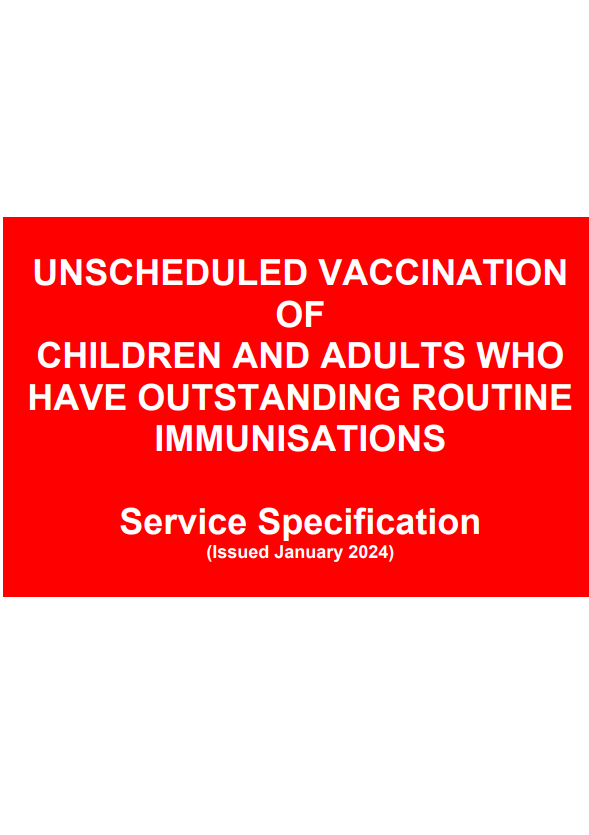 UNSCHEDULED VACCINATION
OF
CHILDREN AND ADULTS WHO
HAVE OUTSTANDING ROUTINE
IMMUNISATIONS
Service Specification
(Issued January 2024)